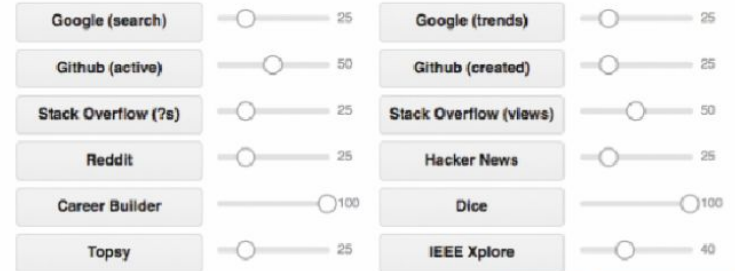 Google (search) 25 Google (trends) 25
Github (active) 50 Github (created) 25
Stack Overflow (?s) 25 Stack Overflow (views) 50
Reddit 25 Hacker News 25
Career Builder 100 Dice 100
Topsy 25 IEEE Xplore 40